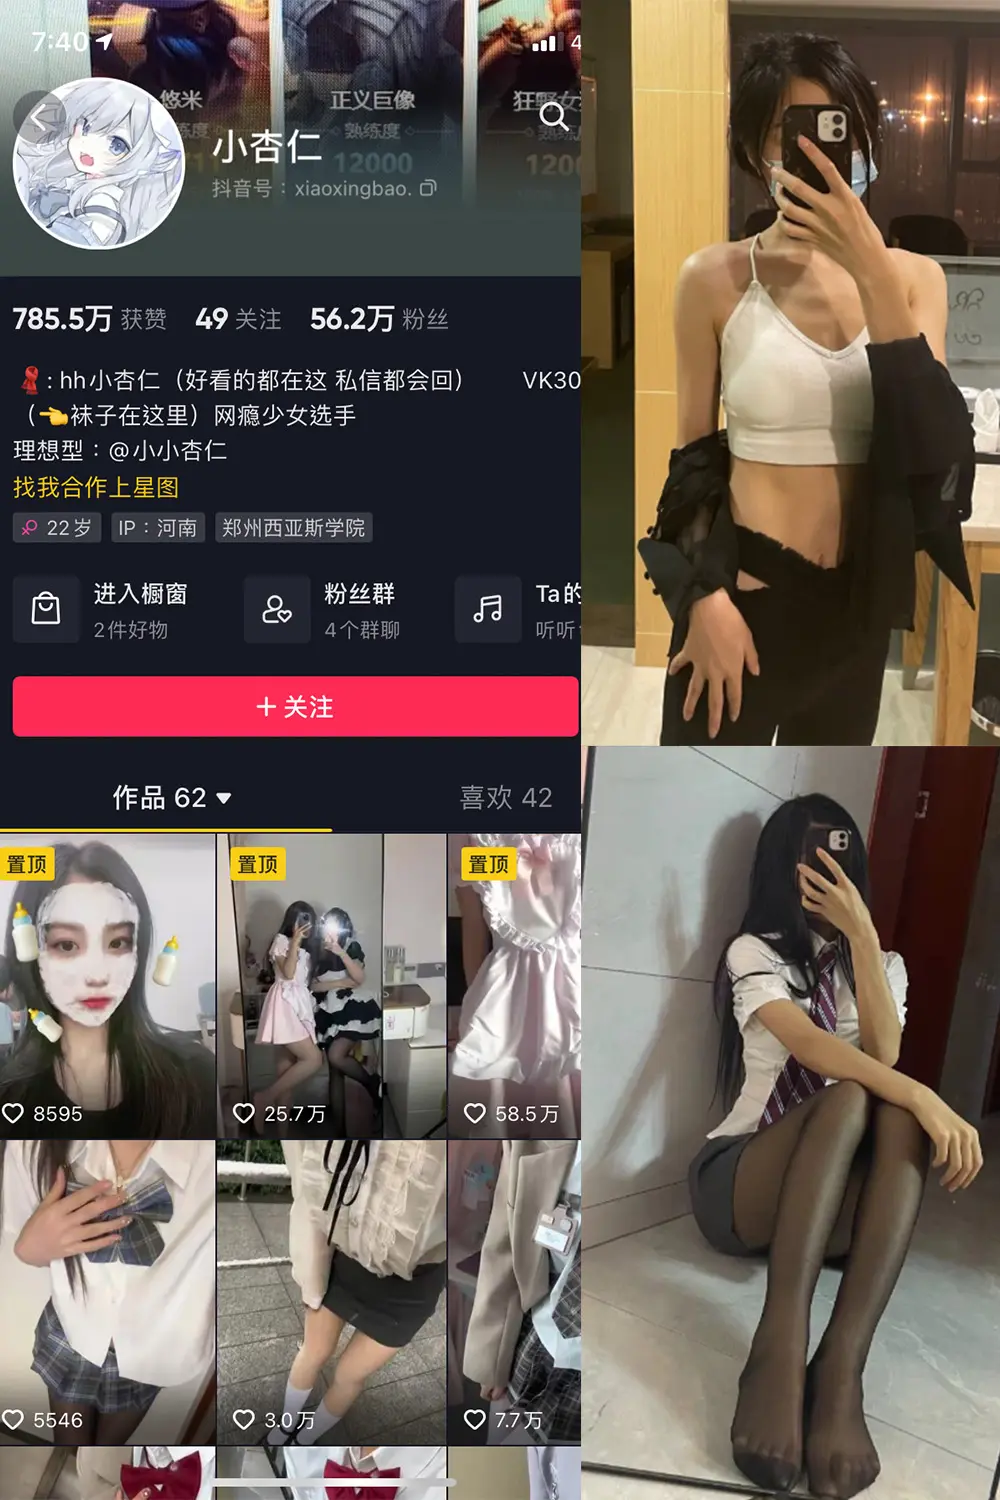 7:40
4
悠米
正义巨像
狂野女
练度
熟练度
12000
120
小杏仁
抖音号：xiaoxingbao.
785.5万 获赞 49 关注 56.2万 粉丝
: hh小杏仁（好看的都在这 私信都会回） VK30
（👈袜子在这里）网瘾少女选手
理想型：@小小杏仁
找我合作上星图
22岁 IP：河南 郑州西亚斯学院
进入橱窗 粉丝群 Ta的
2件好物 4个群聊 听听
+ 关注
作品 62 喜欢 42
置顶 置顶 置顶
8595 25.7万 58.5万
5546 3.0万 7.7万